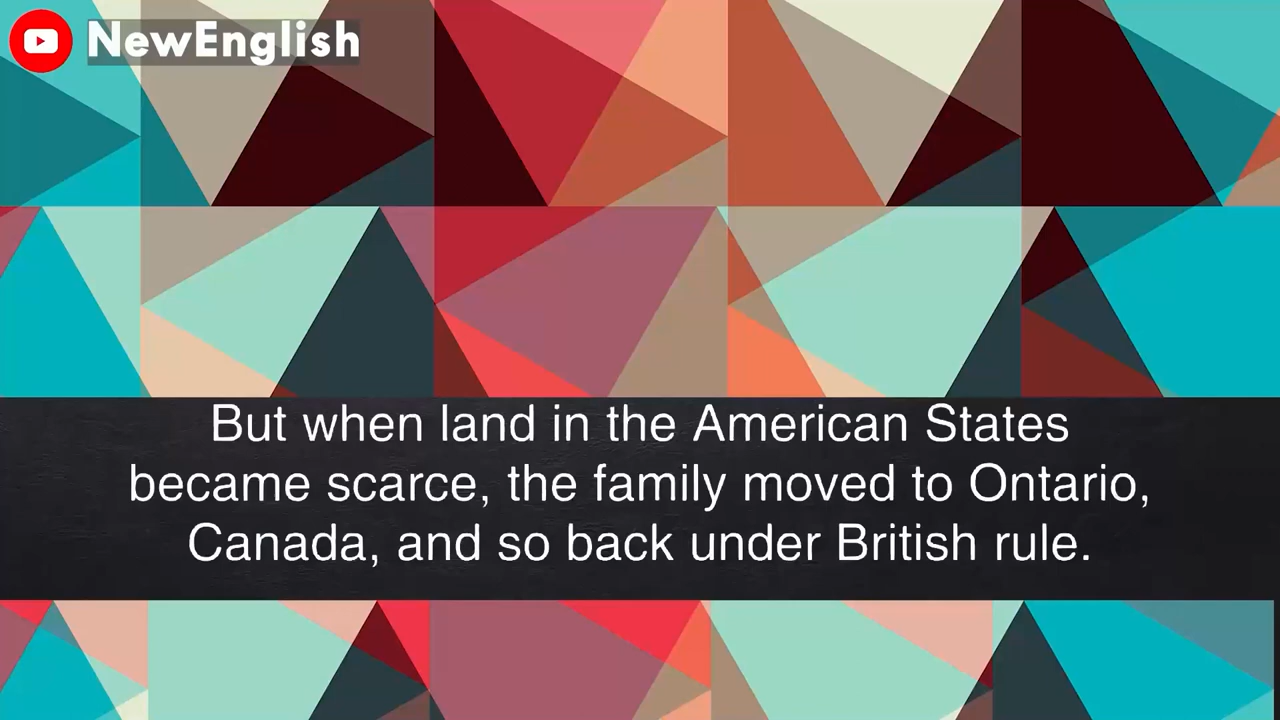 NewEnglish
But when land in the American States
became scarce, the family moved to Ontario,
Canada, and so back under British rule.